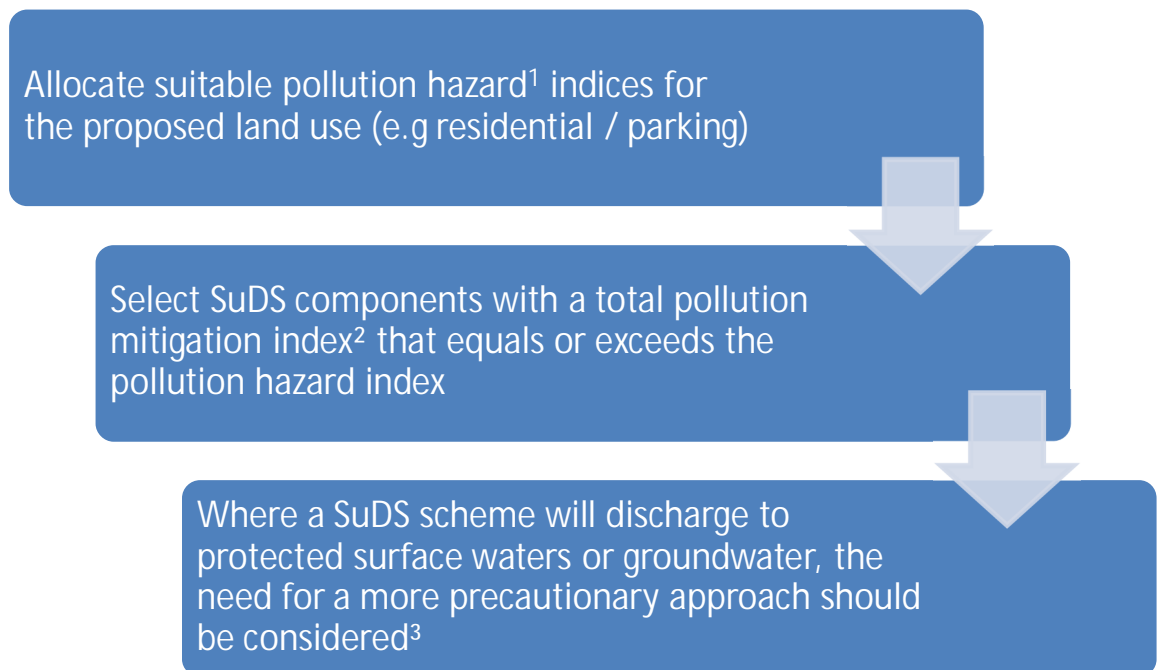 Allocate suitable pollution hazard¹ indices for
the proposed land use (e.g residential / parking)
Select SuDS components with a total pollution
mitigation index² that equals or exceeds the
pollution hazard index
Where a SuDS scheme will discharge to
protected surface waters or groundwater, the
need for a more precautionary approach should
be considered³